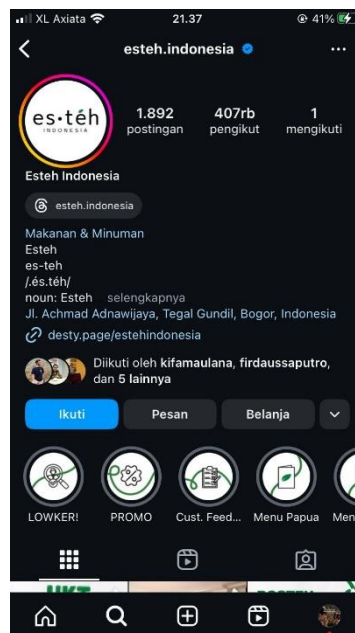 XL Axiata 21.37 41%
esteh.indonesia
es•téh
INDONESIA
1.892 407rb 1
postingan pengikut mengikuti
Esteh Indonesia
esteh.indonesia
Makanan & Minuman
Esteh
es-teh
/.és.téh/
noun: Esteh selengkapnya
Jl. Achmad Adnawijaya, Tegal Gundil, Bogor, Indonesia
desty.page/estehindonesia
Diikuti oleh kifamaulana, firdaussaputro,
dan 5 lainnya
Ikuti Pesan Belanja
LOWKER! PROMO Cust. Feed... Menu Papua Men